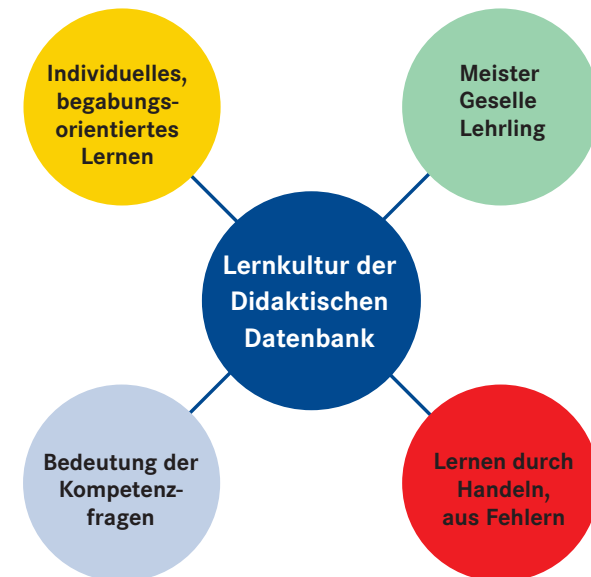 Individuelles,
begabungs-
orientiertes
Lernen
Meister
Geselle
Lehrling
Lernkultur der
Didaktischen
Datenbank
Bedeutung der
Kompetenz-
fragen
Lernen durch
Handeln,
aus Fehlern